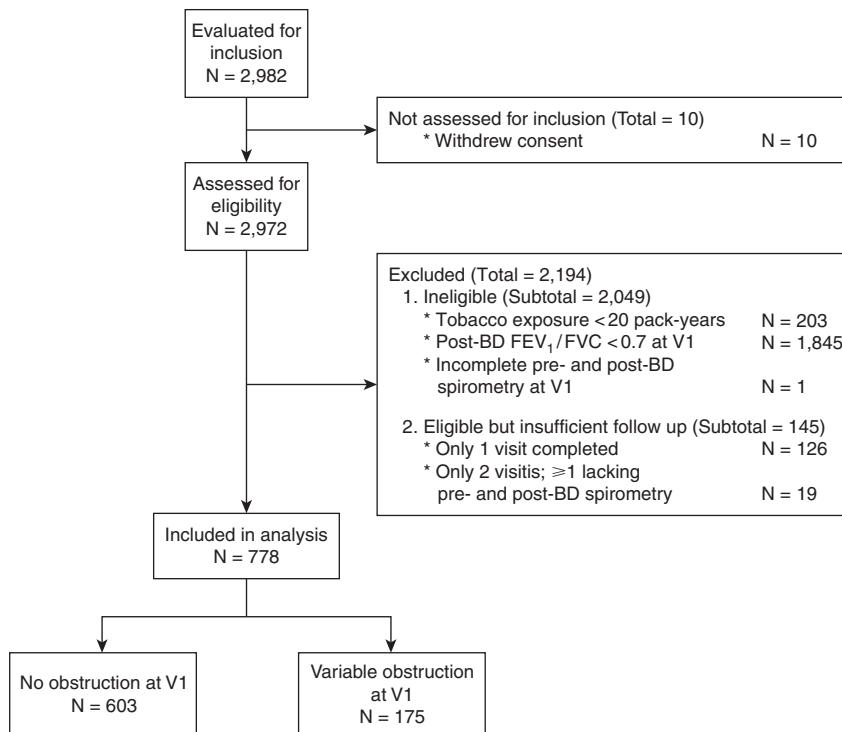 Evaluated for
inclusion
N = 2,982
Not assessed for inclusion (Total = 10)
* Withdrew consent N = 10
Assessed for
eligibility
N = 2,972
Excluded (Total = 2,194)
1. Ineligible (Subtotal = 2,049)
* Tobacco exposure <20 pack-years N = 203
* Post-BD FEV₁/FVC <0.7 at V1 N = 1,845
* Incomplete pre- and post-BD
spirometry at V1 N = 1
2. Eligible but insufficient follow up (Subtotal = 145)
* Only 1 visit completed N = 126
* Only 2 visitis; ⩾1 lacking
pre- and post-BD spirometry N = 19
Included in analysis
N = 778
No obstruction at V1
N = 603
Variable obstruction
at V1
N = 175